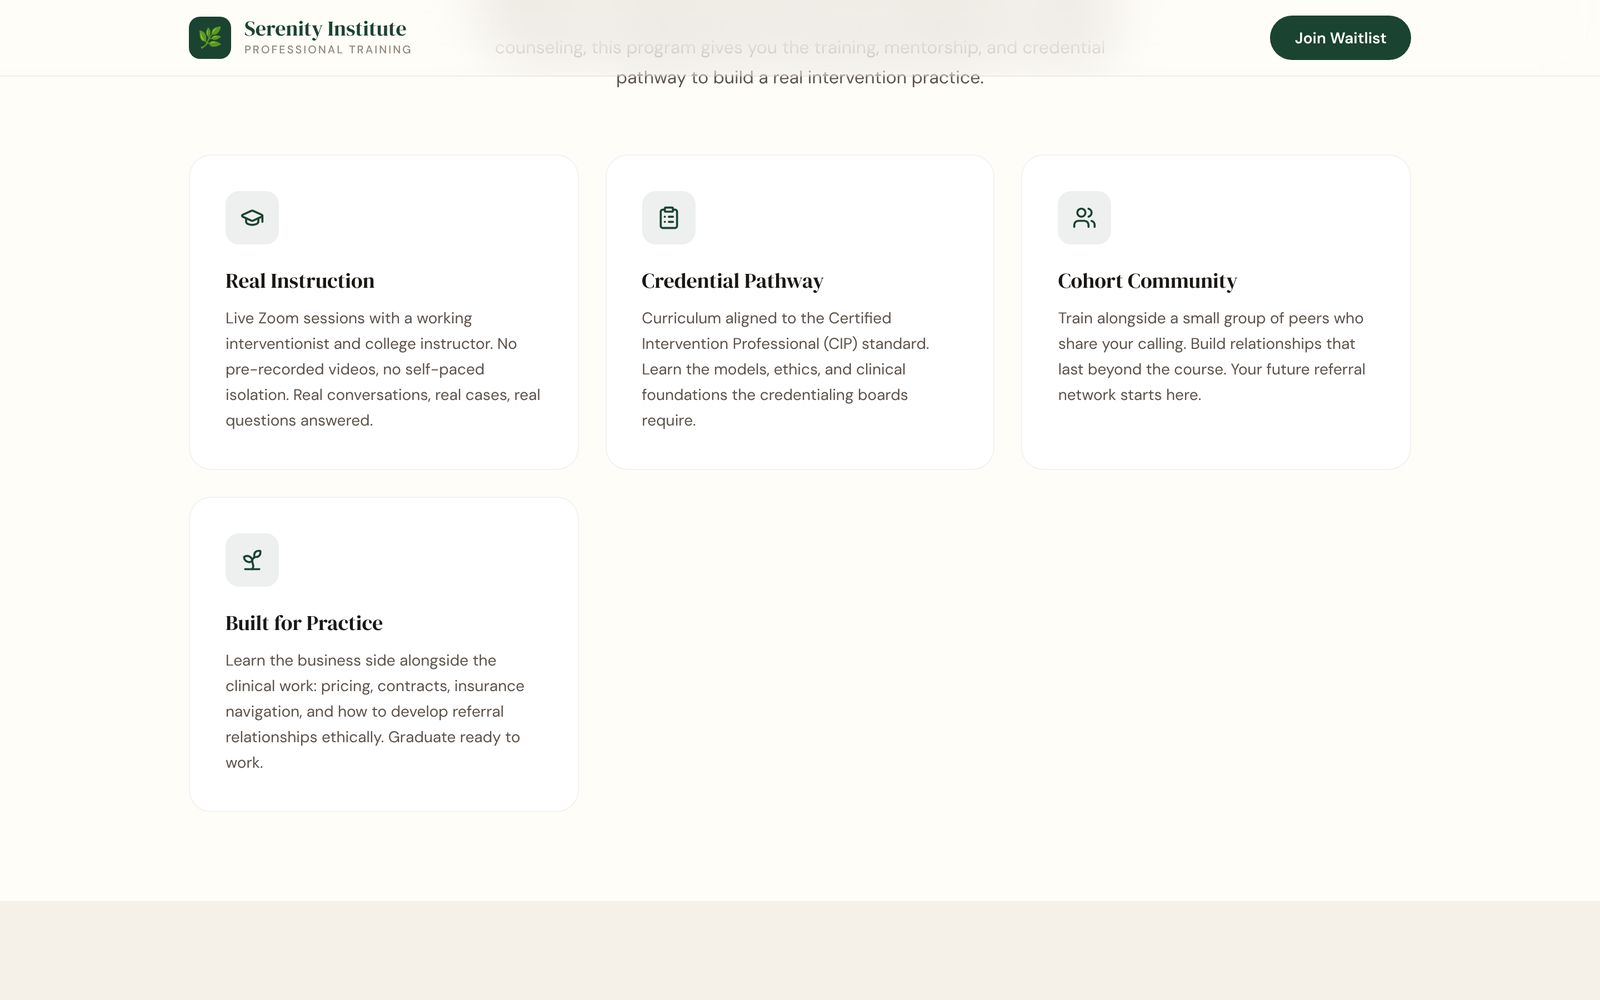 Serenity Institute
PROFESSIONAL TRAINING
Join Waitlist
counseling, this program gives you the training, mentorship, and credential
pathway to build a real intervention practice.
Real Instruction
Live Zoom sessions with a working
interventionist and college instructor. No
pre-recorded videos, no self-paced
isolation. Real conversations, real cases, real
questions answered.
Credential Pathway
Curriculum aligned to the Certified
Intervention Professional (CIP) standard.
Learn the models, ethics, and clinical
foundations the credentialing boards
require.
Cohort Community
Train alongside a small group of peers who
share your calling. Build relationships that
last beyond the course. Your future referral
network starts here.
Built for Practice
Learn the business side alongside the
clinical work: pricing, contracts, insurance
navigation, and how to develop referral
relationships ethically. Graduate ready to
work.